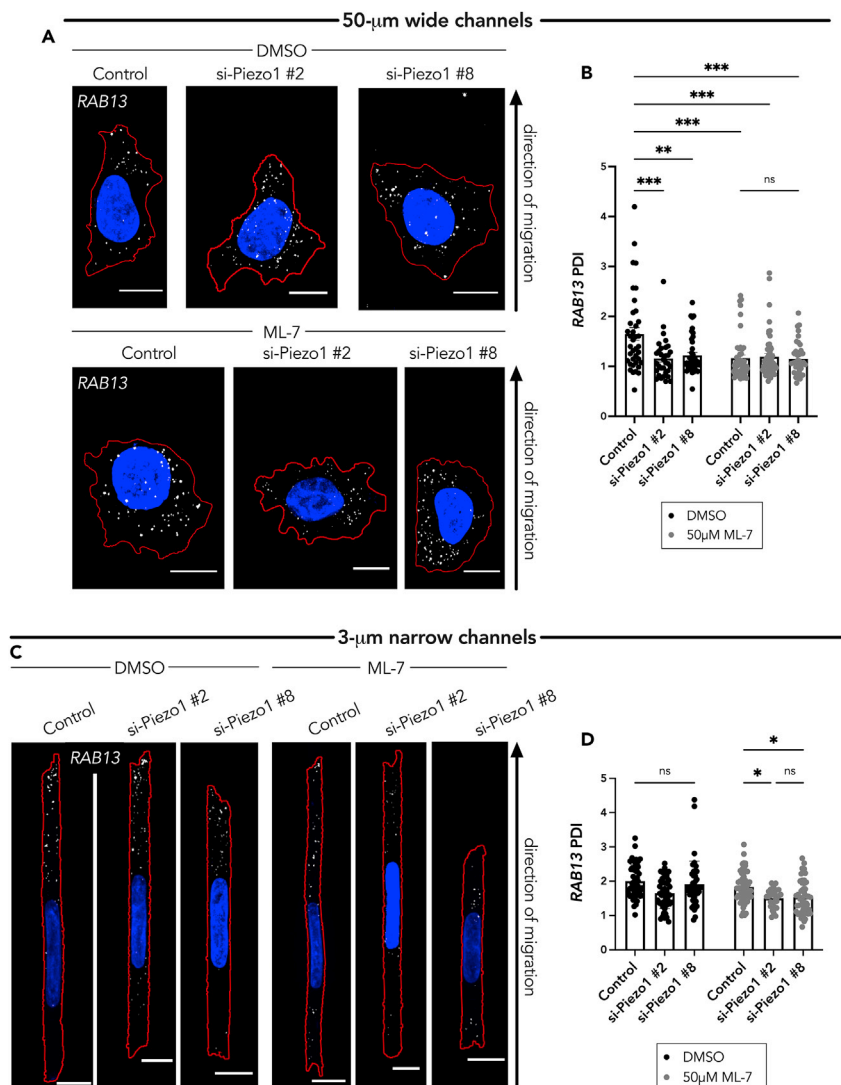 50-μm wide channels
A
DMSO
Control
si-Piezo1 #2
si-Piezo1 #8
RAB13
direction of migration
ML-7
Control
si-Piezo1 #2
si-Piezo1 #8
RAB13
direction of migration
B
***
***
***
**
***
ns
5
4
3
2
1
0
RAB13 PDI
Control
si-Piezo1 #2
si-Piezo1 #8
Control
si-Piezo1 #2
si-Piezo1 #8
DMSO
50μM ML-7
3-μm narrow channels
C
DMSO
ML-7
Control
si-Piezo1 #2
si-Piezo1 #8
Control
si-Piezo1 #2
si-Piezo1 #8
RAB13
direction of migration
D
*
ns
*
ns
5
4
3
2
1
0
RAB13 PDI
Control
si-Piezo1 #2
si-Piezo1 #8
Control
si-Piezo1 #2
si-Piezo1 #8
DMSO
50μM ML-7